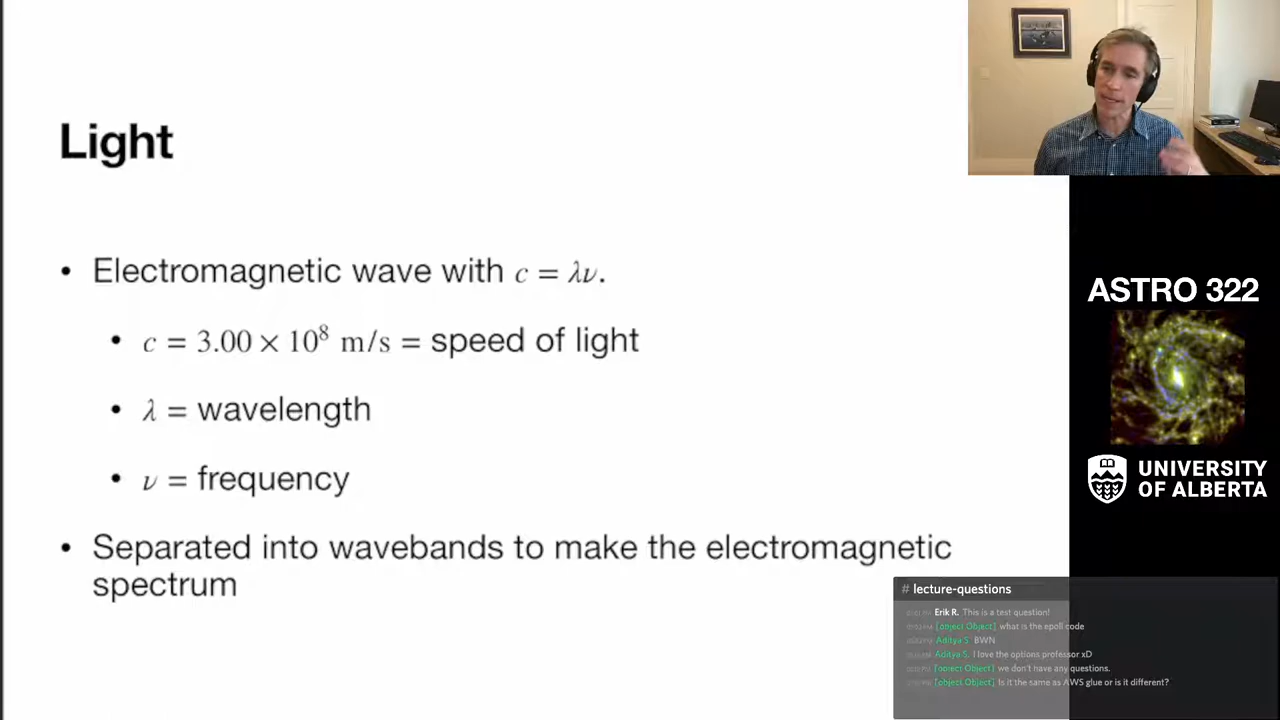 Light
• Electromagnetic wave with c = λν.
• c = 3.00 × 10⁸ m/s = speed of light
• λ = wavelength
• ν = frequency
• Separated into wavebands to make the electromagnetic
spectrum
ASTRO 322
UNIVERSITY
OF ALBERTA
# lecture-questions
Erik R. This is a test question!
[object Object] what is the epoll code
Aditya S. BWN
Aditya S. I love the options professor xD
[object Object] we don't have any questions.
[object Object] Is it the same as AWS glue or is it different?